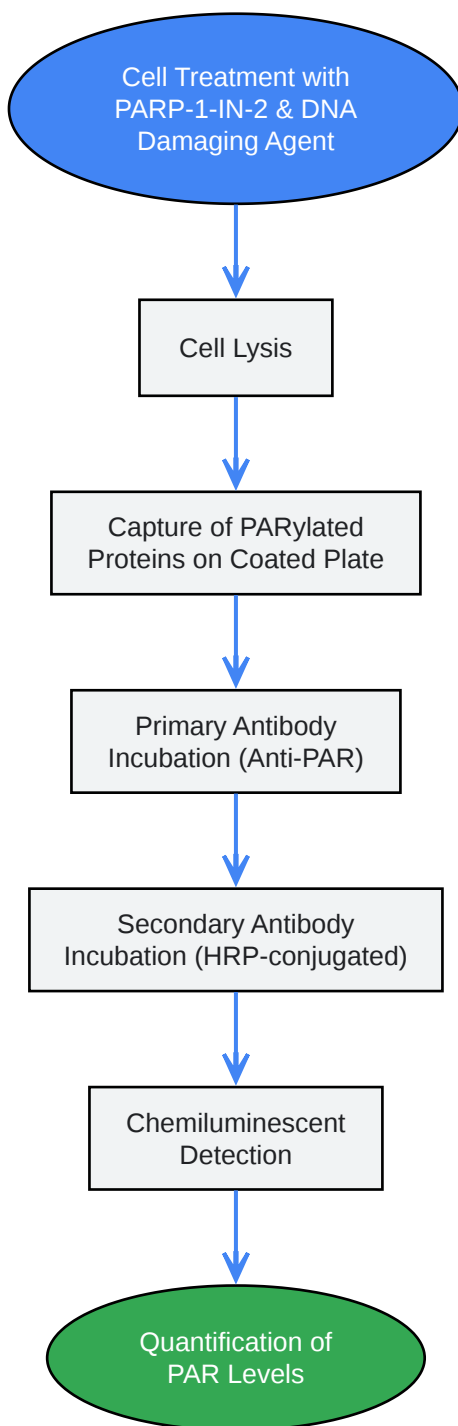 Cell Treatment with
PARP-1-IN-2 & DNA
Damaging Agent
Cell Lysis
Capture of PARylated
Proteins on Coated Plate
Primary Antibody
Incubation (Anti-PAR)
Secondary Antibody
Incubation (HRP-conjugated)
Chemiluminescent
Detection
Quantification of
PAR Levels